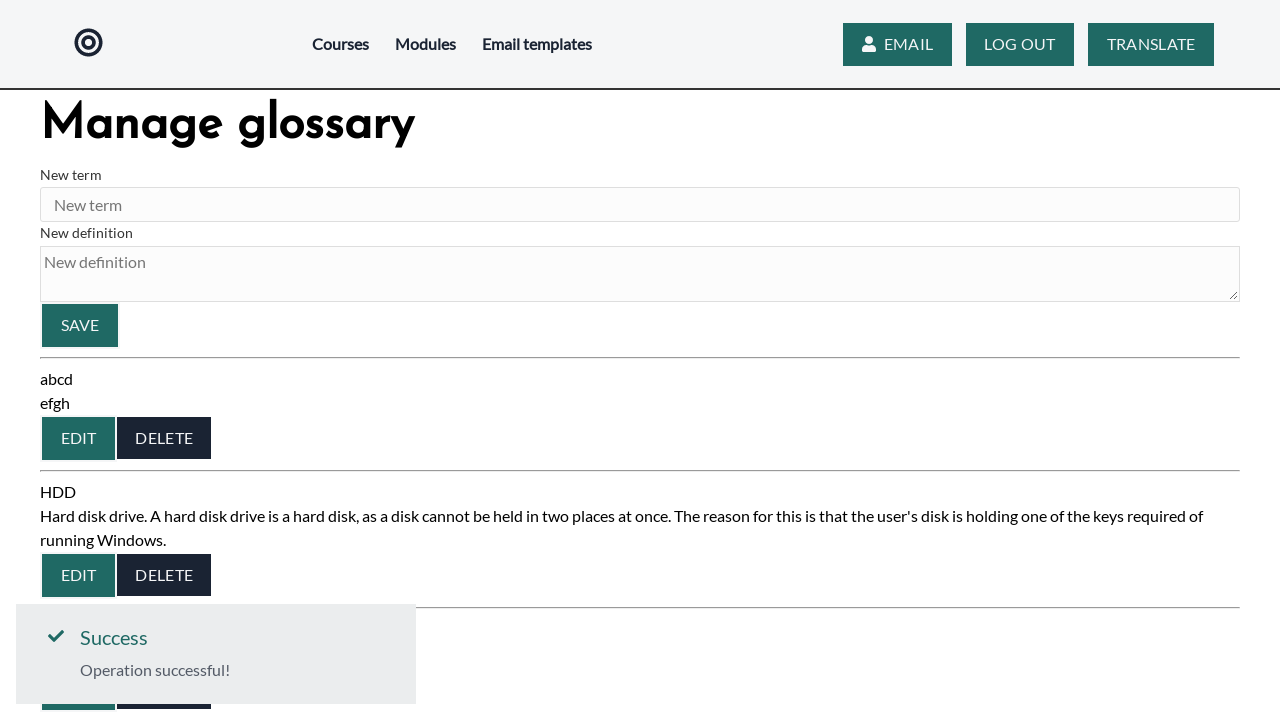 Courses Modules Email templates EMAIL LOG OUT TRANSLATE
Manage glossary
New term
New term
New definition
New definition
SAVE
abcd
efgh
EDIT DELETE
HDD
Hard disk drive. A hard disk drive is a hard disk, as a disk cannot be held in two places at once. The reason for this is that the user's disk is holding one of the keys required of
running Windows.
EDIT DELETE
Success
Operation successful!